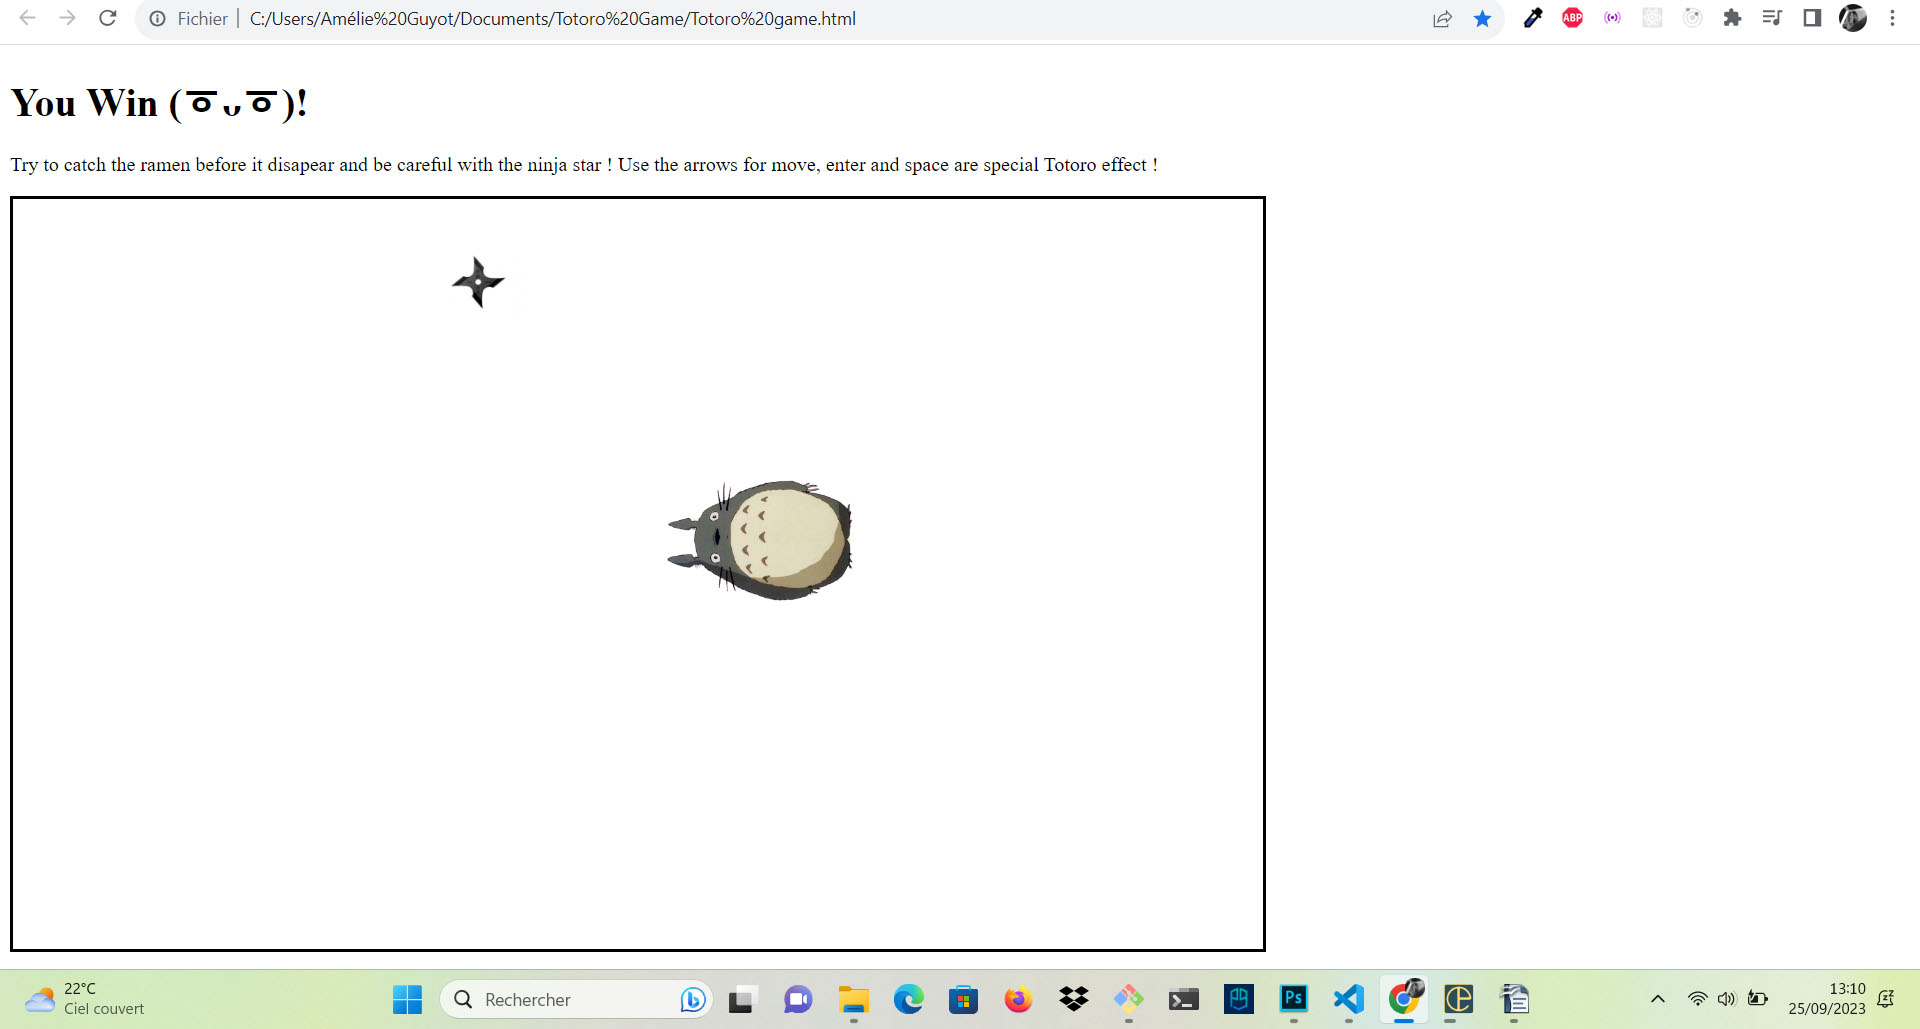 Fichier | C:/Users/Amélie%20Guyot/Documents/Totoro%20Game/Totoro%20game.html
ABP
You Win (ㅎᴗㅎ)!
Try to catch the ramen before it disapear and be careful with the ninja star ! Use the arrows for move, enter and space are special Totoro effect !
22°C
Ciel couvert
Rechercher
Ps
13:10
25/09/2023